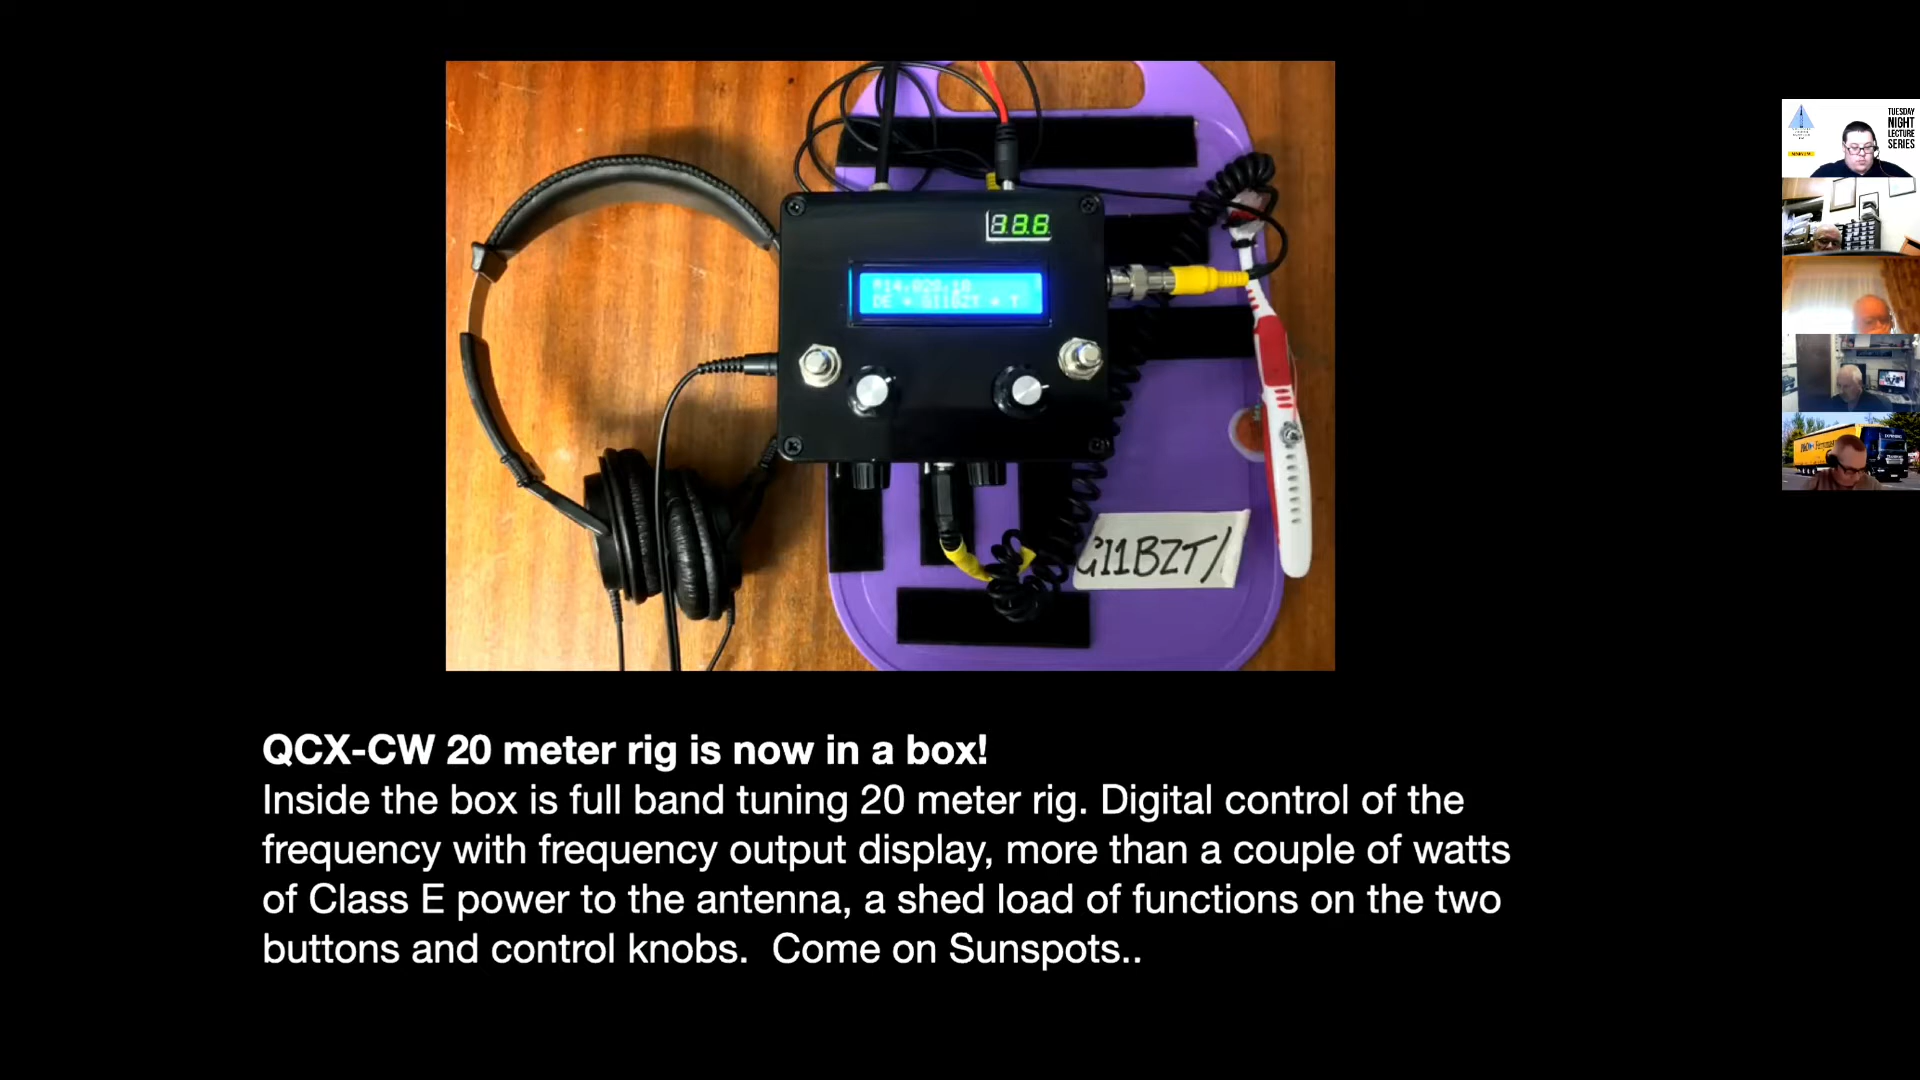 TUESDAY
NIGHT
LECTURE
SERIES
GI1BZT/
QCX-CW 20 meter rig is now in a box!
Inside the box is full band tuning 20 meter rig. Digital control of the
frequency with frequency output display, more than a couple of watts
of Class E power to the antenna, a shed load of functions on the two
buttons and control knobs.  Come on Sunspots..